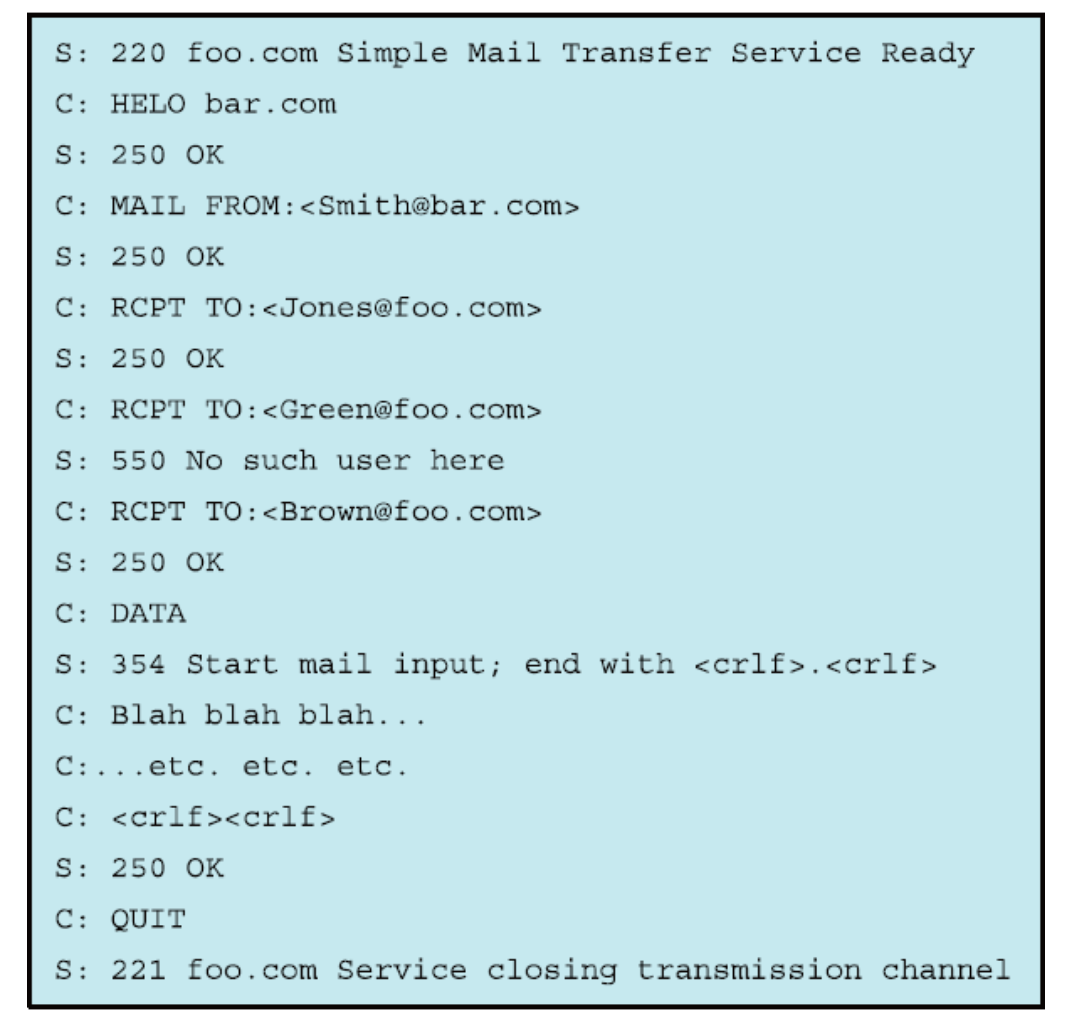 S: 220 foo.com Simple Mail Transfer Service Ready
C: HELO bar.com
S: 250 OK
C: MAIL FROM:<Smith@bar.com>
S: 250 OK
C: RCPT TO:<Jones@foo.com>
S: 250 OK
C: RCPT TO:<Green@foo.com>
S: 550 No such user here
C: RCPT TO:<Brown@foo.com>
S: 250 OK
C: DATA
S: 354 Start mail input; end with <crlf>.<crlf>
C: Blah blah blah...
C:...etc. etc. etc.
C: <crlf><crlf>
S: 250 OK
C: QUIT
S: 221 foo.com Service closing transmission channel